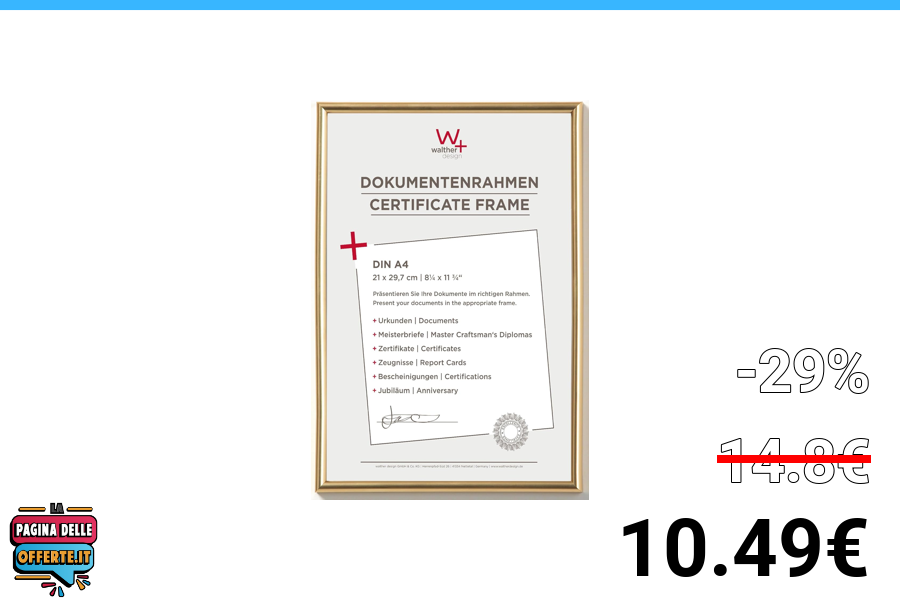 W+
walther
design
DOKUMENTENRAHMEN
CERTIFICATE FRAME
DIN A4
21 x 29,7 cm | 8¼ x 11 ¾"
Präsentieren Sie Ihre Dokumente im richtigen Rahmen.
Present your documents in the appropriate frame.
+ Urkunden | Documents
+ Meisterbriefe | Master Craftsman's Diplomas
+ Zertifikate | Certificates
+ Zeugnisse | Report Cards
+ Bescheinigungen | Certifications
+ Jubiläum | Anniversary
-29%
14.8€
10.49€
LA
PAGINA DELLE
OFFERTE.IT